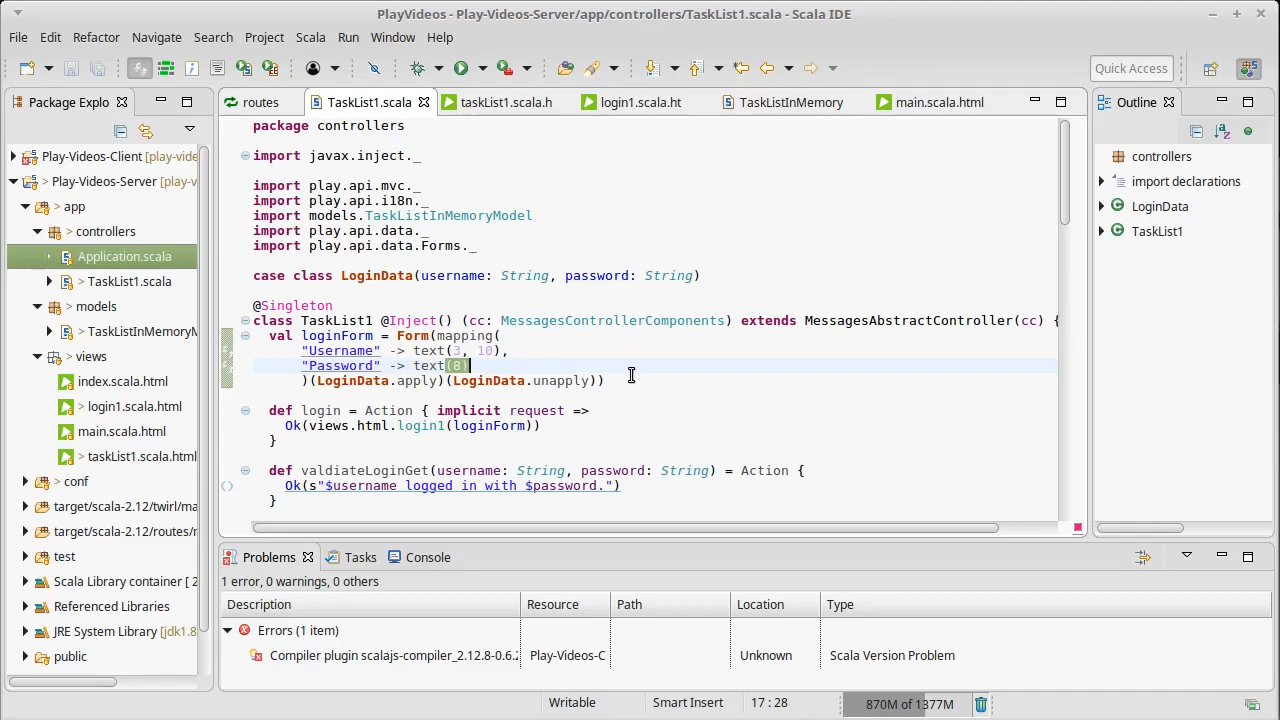 PlayVideos - Play-Videos-Server/app/controllers/TaskList1.scala - Scala IDE
File Edit Refactor Navigate Search Project Scala Run Window Help
Quick Access
Package Explo
routes TaskList1.scala taskList1.scala.h login1.scala.ht TaskListInMemory main.scala.html
Outline
Play-Videos-Client [play-vide
Play-Videos-Server [play-v
> app
> controllers
Application.scala
> TaskList1.scala
> models
> TaskListInMemoryM
> views
index.scala.html
> login1.scala.html
main.scala.html
> taskList1.scala.html
> conf
target/scala-2.12/twirl/ma
target/scala-2.12/routes/r
test
Scala Library container [ 2
Referenced Libraries
JRE System Library [jdk1.8
public
package controllers
import javax.inject._
import play.api.mvc._
import play.api.i18n._
import models.TaskListInMemoryModel
import play.api.data._
import play.api.data.Forms._
case class LoginData(username: String, password: String)
@Singleton
class TaskList1 @Inject() (cc: MessagesControllerComponents) extends MessagesAbstractController(cc) {
val loginForm = Form(mapping(
"Username" -> text(3, 10),
"Password" -> text(8)
)(LoginData.apply)(LoginData.unapply))
def login = Action { implicit request =>
Ok(views.html.login1(loginForm))
}
def valdiateLoginGet(username: String, password: String) = Action {
Ok(s"$username logged in with $password.")
}
controllers
import declarations
LoginData
TaskList1
Problems Tasks Console
1 error, 0 warnings, 0 others
Description Resource Path Location Type
Errors (1 item)
Compiler plugin scalajs-compiler_2.12.8-0.6.2 Play-Videos-C Unknown Scala Version Problem
Writable Smart Insert 17 : 28 870M of 1377M